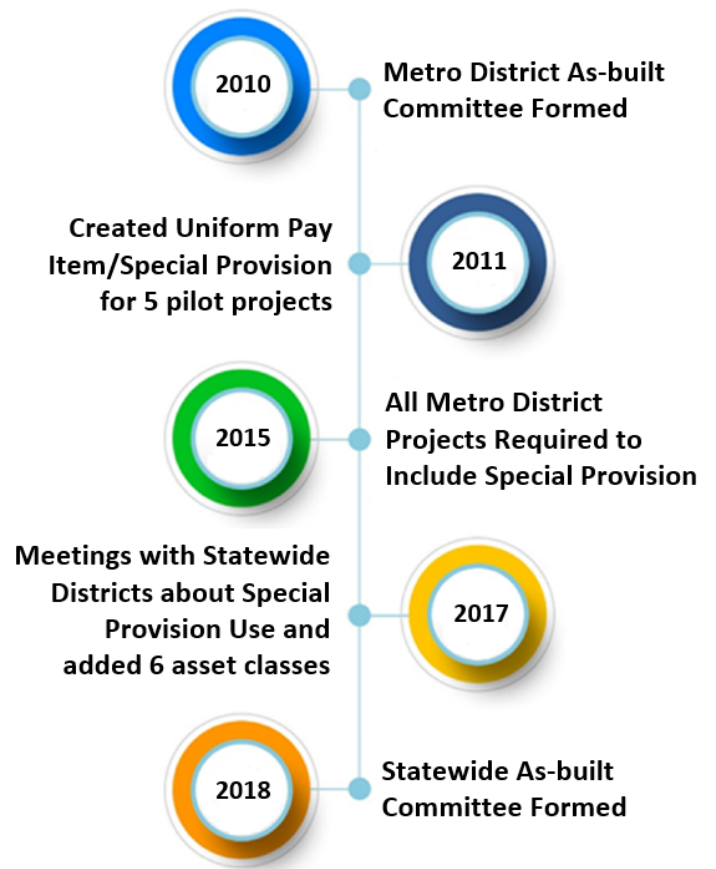 2010
Metro District As-built
Committee Formed
Created Uniform Pay
Item/Special Provision
for 5 pilot projects
2011
2015
All Metro District
Projects Required to
Include Special Provision
Meetings with Statewide
Districts about Special
Provision Use and
added 6 asset classes
2017
2018
Statewide As-built
Committee Formed